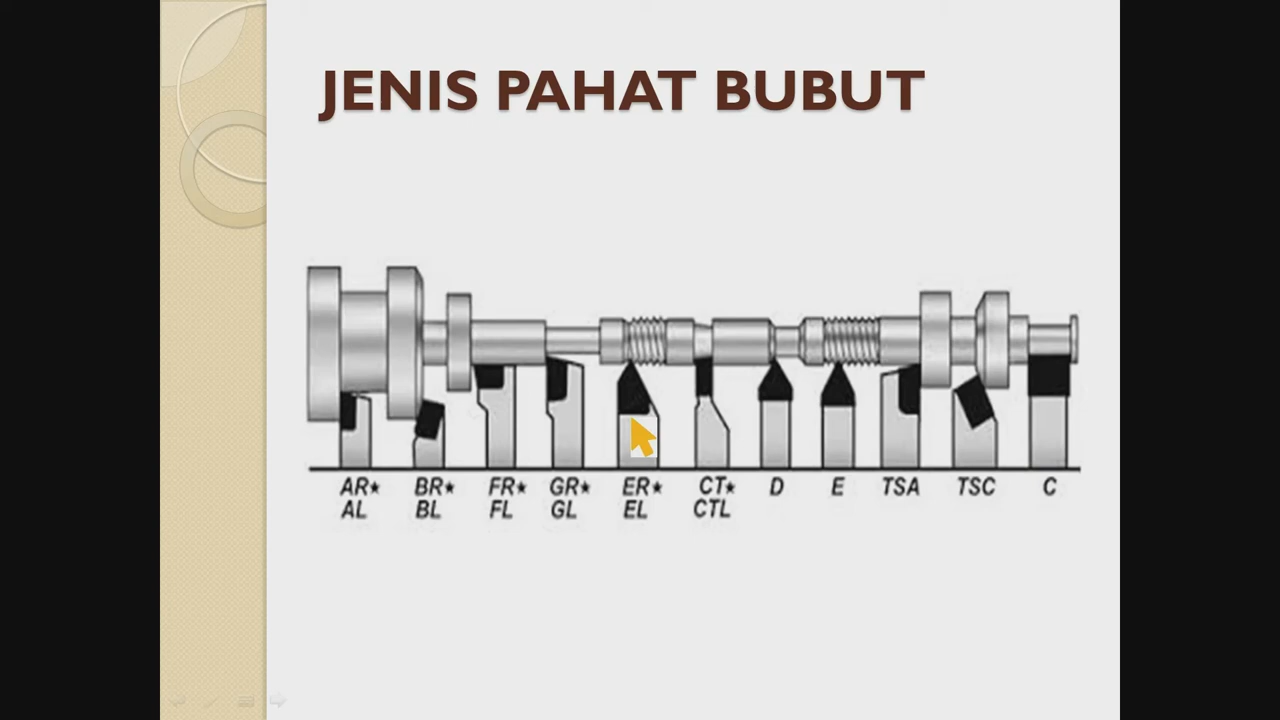 JENIS PAHAT BUBUT
AR★ BR★ FR★ GR★ ER★ CT★ D E TSA TSC C
AL BL FL GL EL CTL